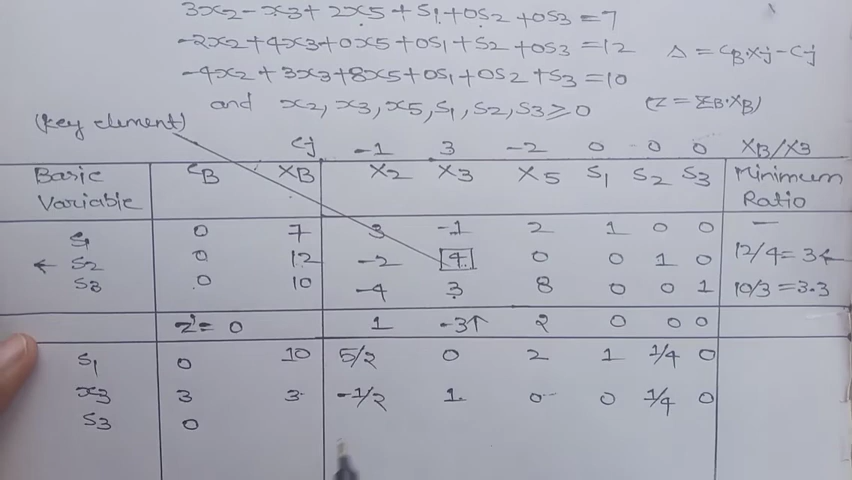 3x2 - x3 + 2x5 + S1 + 0S2 + 0S3 = 7
-2x2 + 4x3 + 0x5 + 0S1 + S2 + 0S3 = 12 Δ = CB Xj - Cj
-4x2 + 3x3 + 8x5 + 0S1 + 0S2 + S3 = 10
and x2, x3, x5, S1, S2, S3 ≥ 0 (Z = ΣB·XB)
(Key element)
Cj -1 3 -2 0 0 0 XB/X3
Basic Variable CB XB X2 X3 X5 S1 S2 S3 Minimum Ratio
S1 0 7 3 -1 2 1 0 0 —
← S2 0 12 -2 4 0 0 1 0 12/4 = 3 ←
S3 0 10 -4 3 8 0 0 1 10/3 = 3.3
Z = 0 1 -3↑ 2 0 0 0
S1 0 10 5/2 0 2 1 1/4 0
x3 3 3 -1/2 1 0 0 1/4 0
S3 0